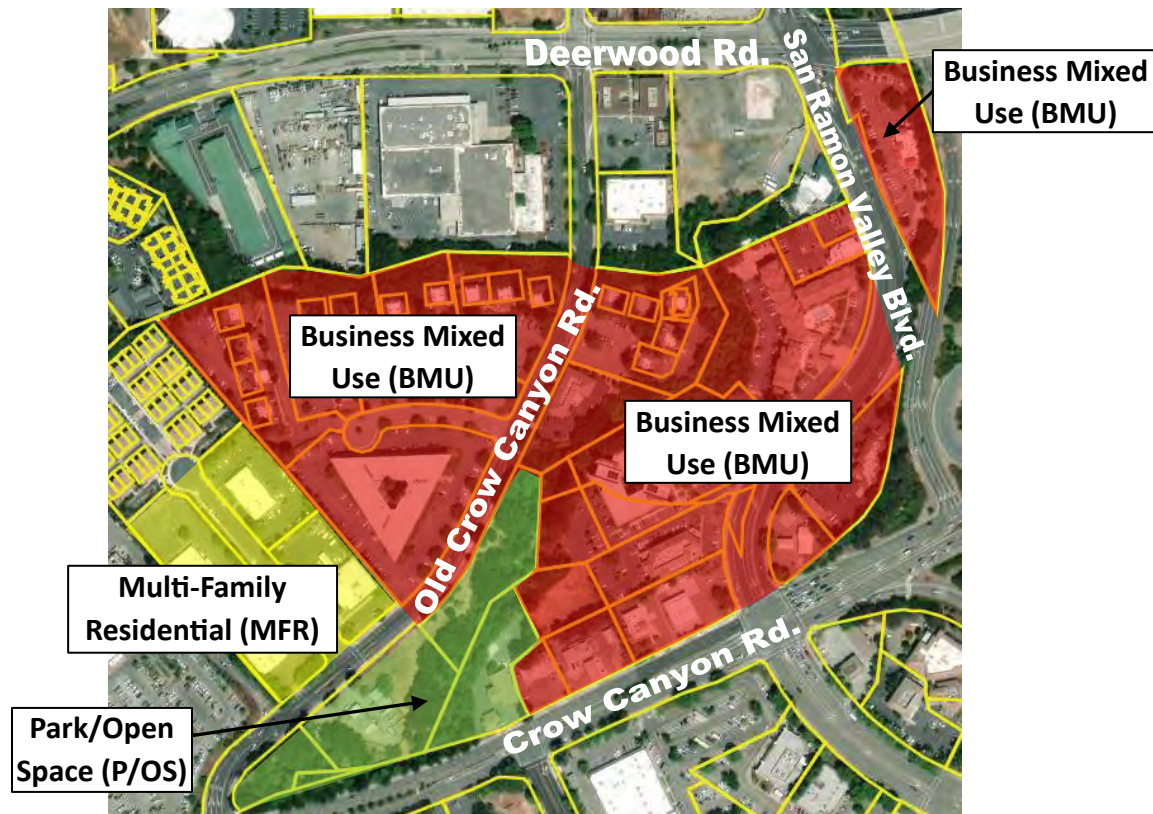 Deerwood Rd.
San Ramon Valley Blvd.
Business Mixed
Use (BMU)
Business Mixed
Use (BMU)
Old Crow Canyon Rd.
Business Mixed
Use (BMU)
Multi-Family
Residential (MFR)
Crow Canyon Rd.
Park/Open
Space (P/OS)